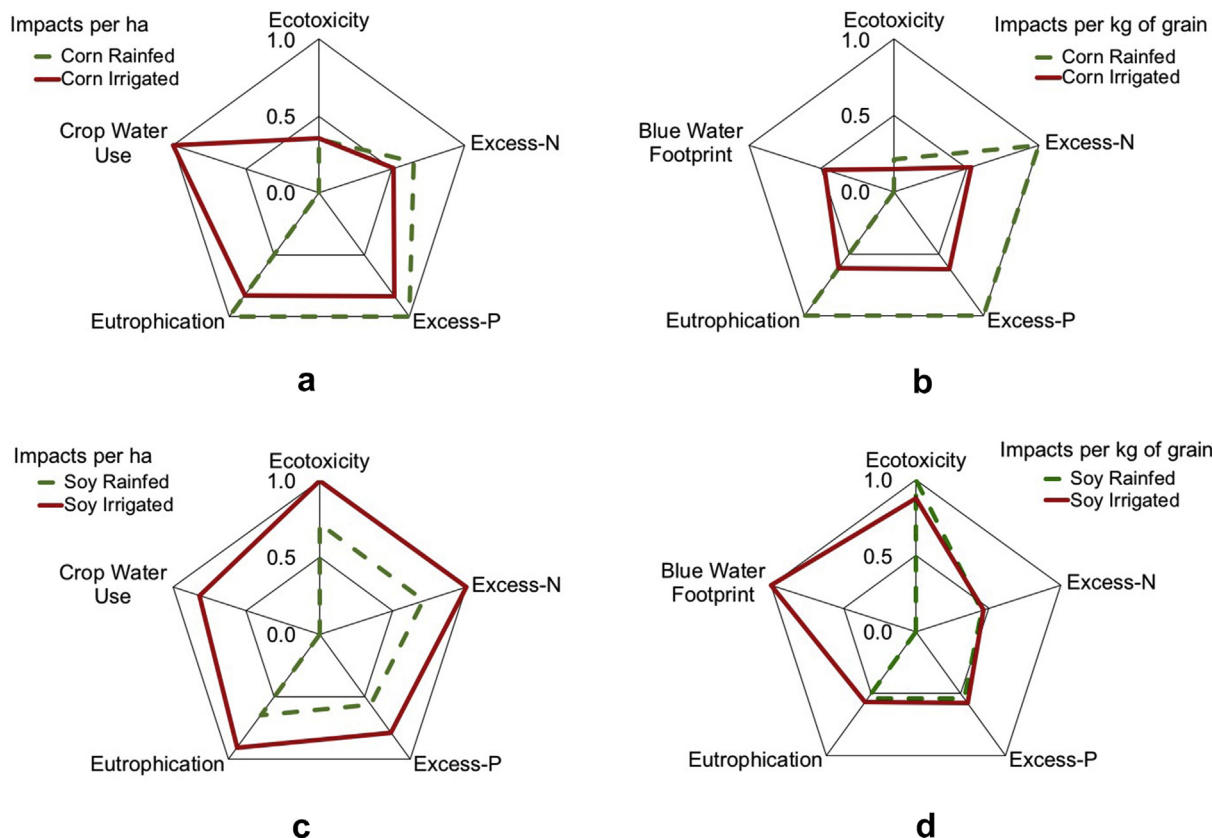 Impacts per ha
Corn Rainfed
Corn Irrigated
Ecotoxicity
1.0
0.5
0.0
Crop Water
Use
Excess-N
Eutrophication
Excess-P
a
Impacts per kg of grain
Corn Rainfed
Corn Irrigated
Ecotoxicity
1.0
0.5
0.0
Blue Water
Footprint
Excess-N
Eutrophication
Excess-P
b
Impacts per ha
Soy Rainfed
Soy Irrigated
Ecotoxicity
1.0
0.5
0.0
Crop Water
Use
Excess-N
Eutrophication
Excess-P
c
Impacts per kg of grain
Soy Rainfed
Soy Irrigated
Ecotoxicity
1.0
0.5
0.0
Blue Water
Footprint
Excess-N
Eutrophication
Excess-P
d